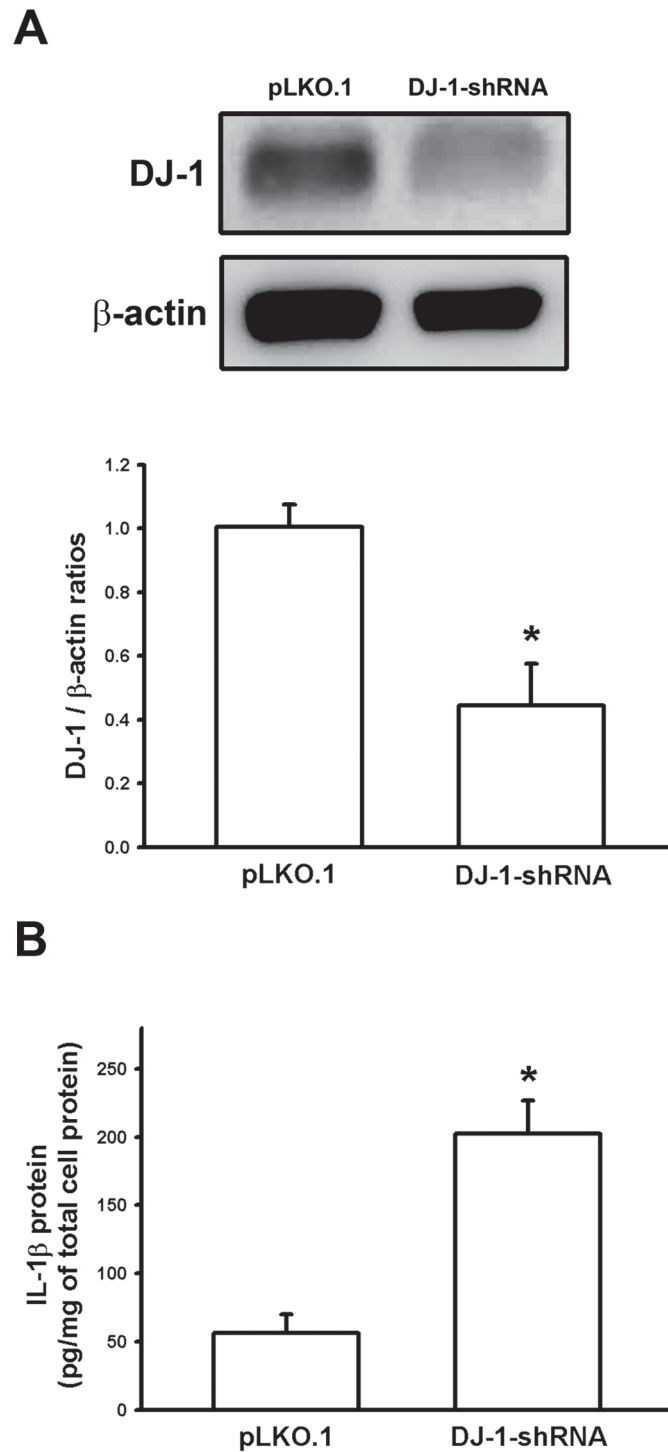 A
pLKO.1 DJ-1-shRNA
DJ-1
β-actin
DJ-1 / β-actin ratios
1.2
1.0
0.8
0.6
0.4
0.2
0.0
*
pLKO.1 DJ-1-shRNA
B
IL-1β protein
(pg/mg of total cell protein)
250
200
150
100
50
0
*
pLKO.1 DJ-1-shRNA